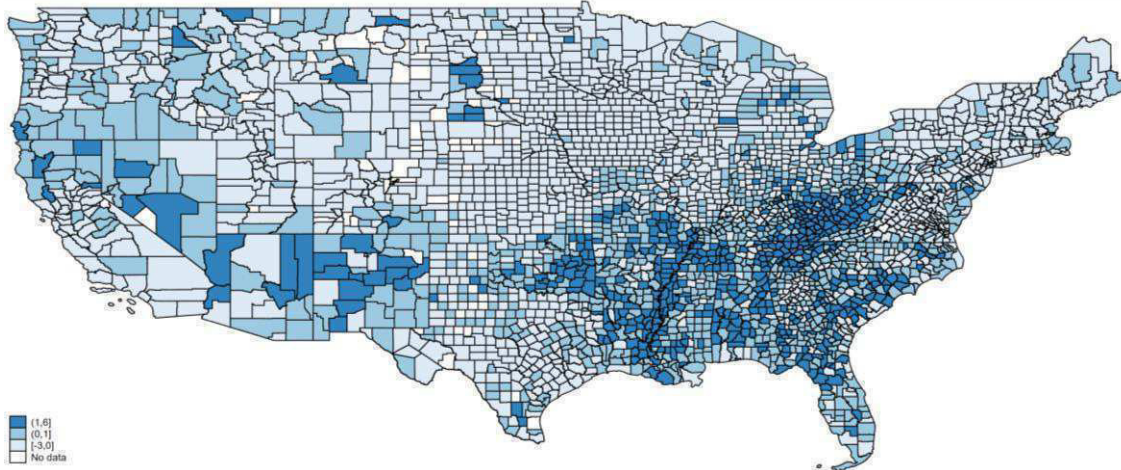 (1,6]
(0,1]
[-3,0]
No data